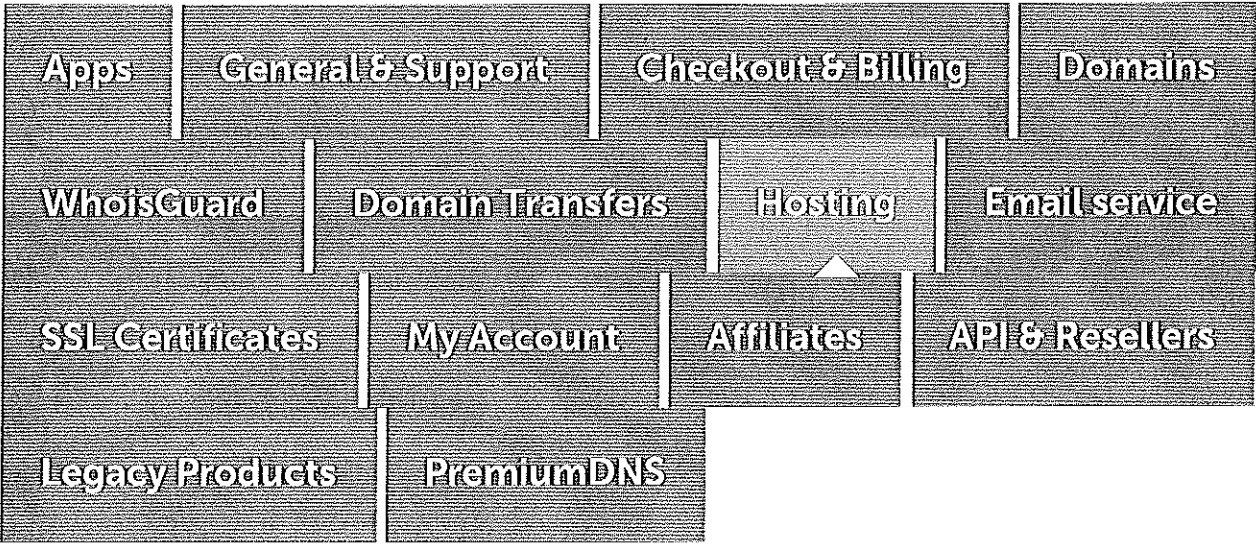 Apps General & Support Checkout & Billing Domains
WhoisGuard Domain Transfers Hosting Email service
SSL Certificates My Account Affiliates API & Resellers
Legacy Products PremiumDNS